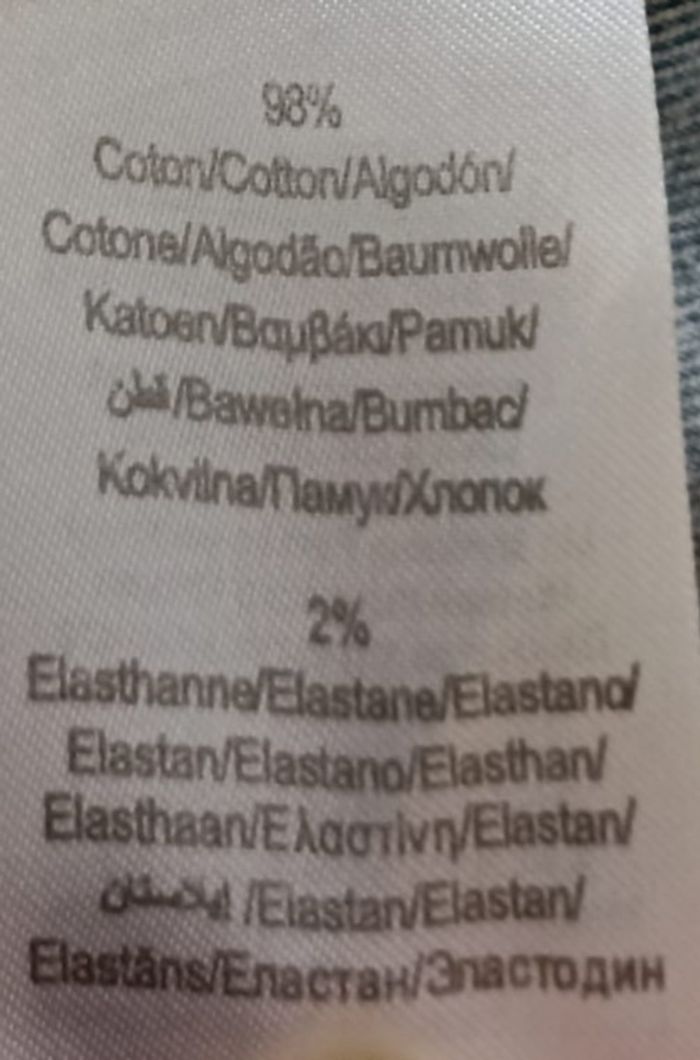 98%
Coton/Cotton/Algodón/
Cotone/Algodão/Baumwolle/
Katoen/Βαμβάκι/Pamuk/
قطن/Bawełna/Bumbac/
Kokvilna/Памук/Хлопок
2%
Elasthanne/Elastane/Elastano/
Elastan/Elastano/Elasthan/
Elasthaan/Ελαστίνη/Elastan/
إيلاستان /Elastan/Elastan/
Elastāns/Еластан/Эластодин